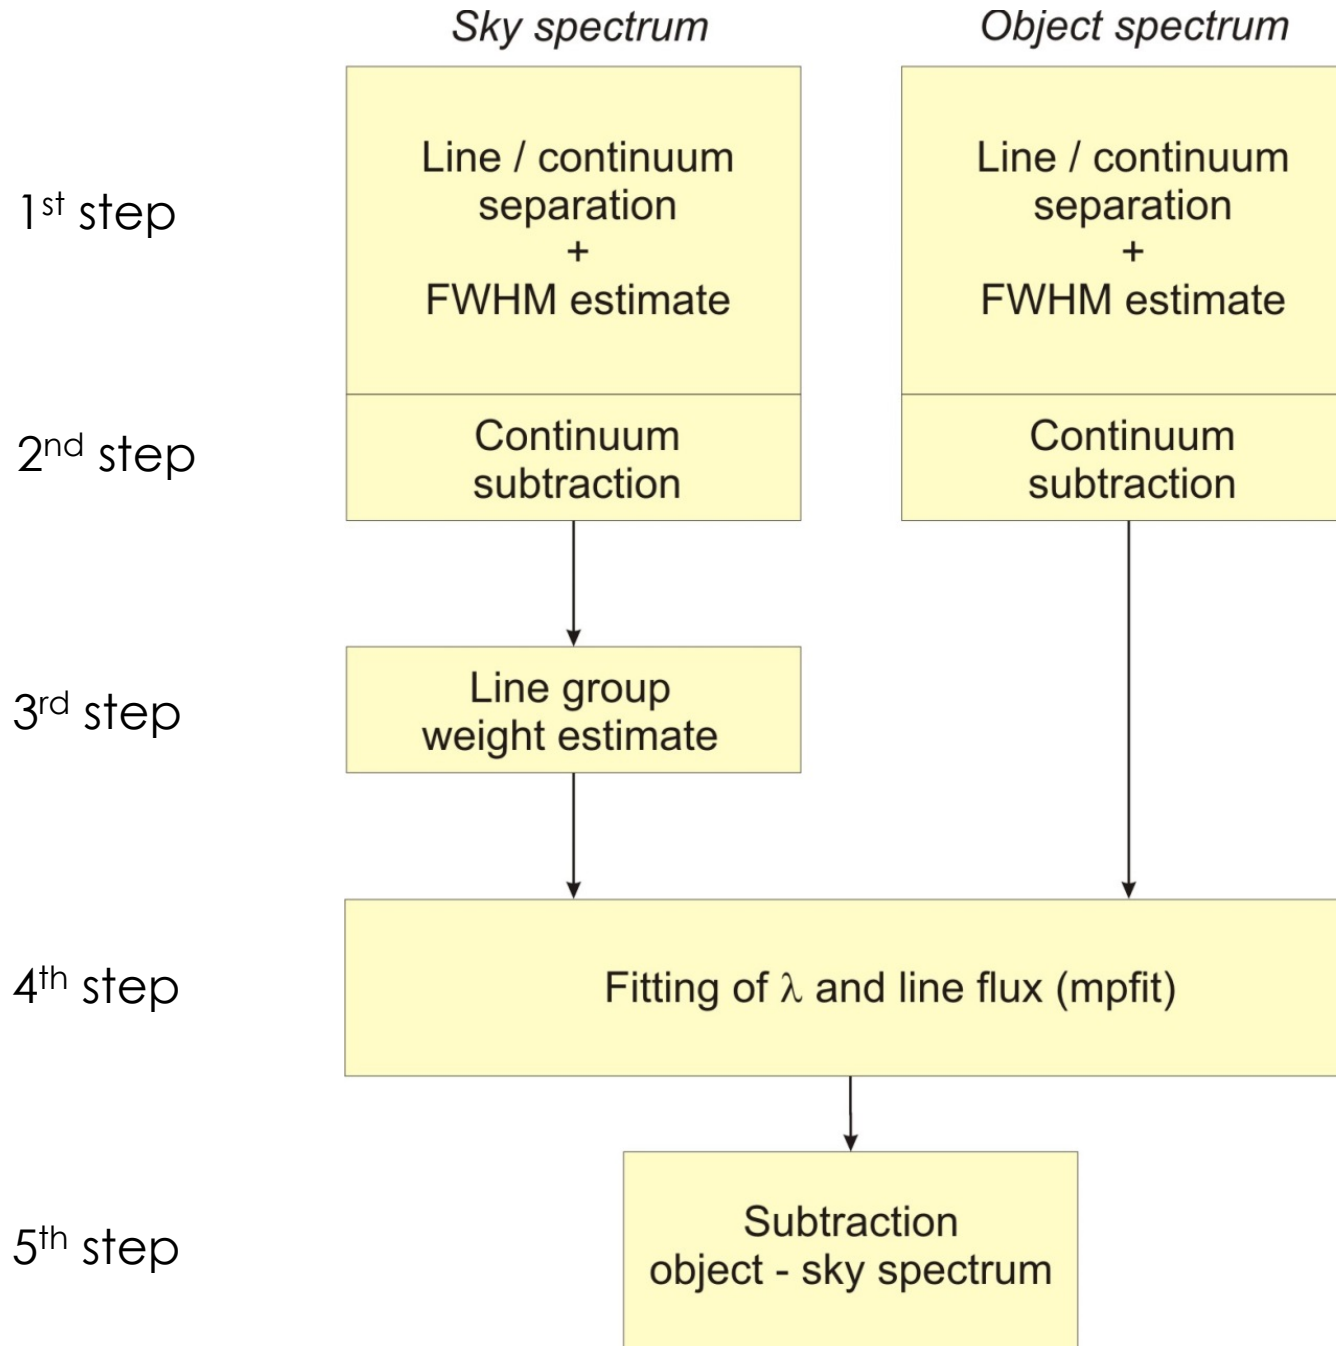 Sky spectrum
Object spectrum
1st step
Line / continuum
separation
+
FWHM estimate
Line / continuum
separation
+
FWHM estimate
2nd step
Continuum
subtraction
Continuum
subtraction
3rd step
Line group
weight estimate
4th step
Fitting of λ and line flux (mpfit)
5th step
Subtraction
object - sky spectrum